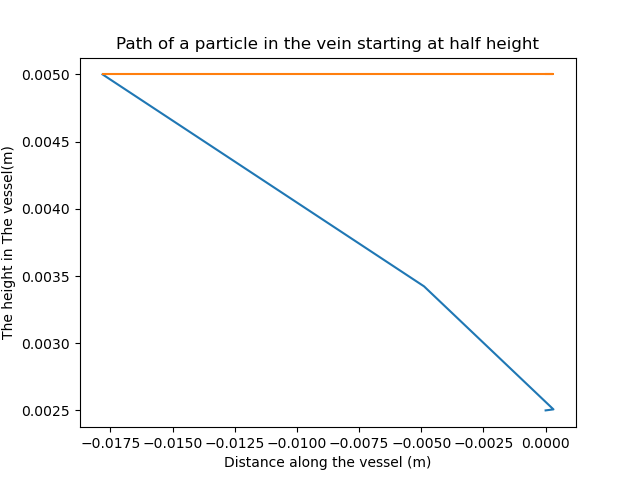 Path of a particle in the vein starting at half height
0.0050
0.0045
0.0040
0.0035
0.0030
0.0025
The height in The vessel(m)
−0.0175 −0.0150 −0.0125 −0.0100 −0.0075 −0.0050 −0.0025 0.0000
Distance along the vessel (m)